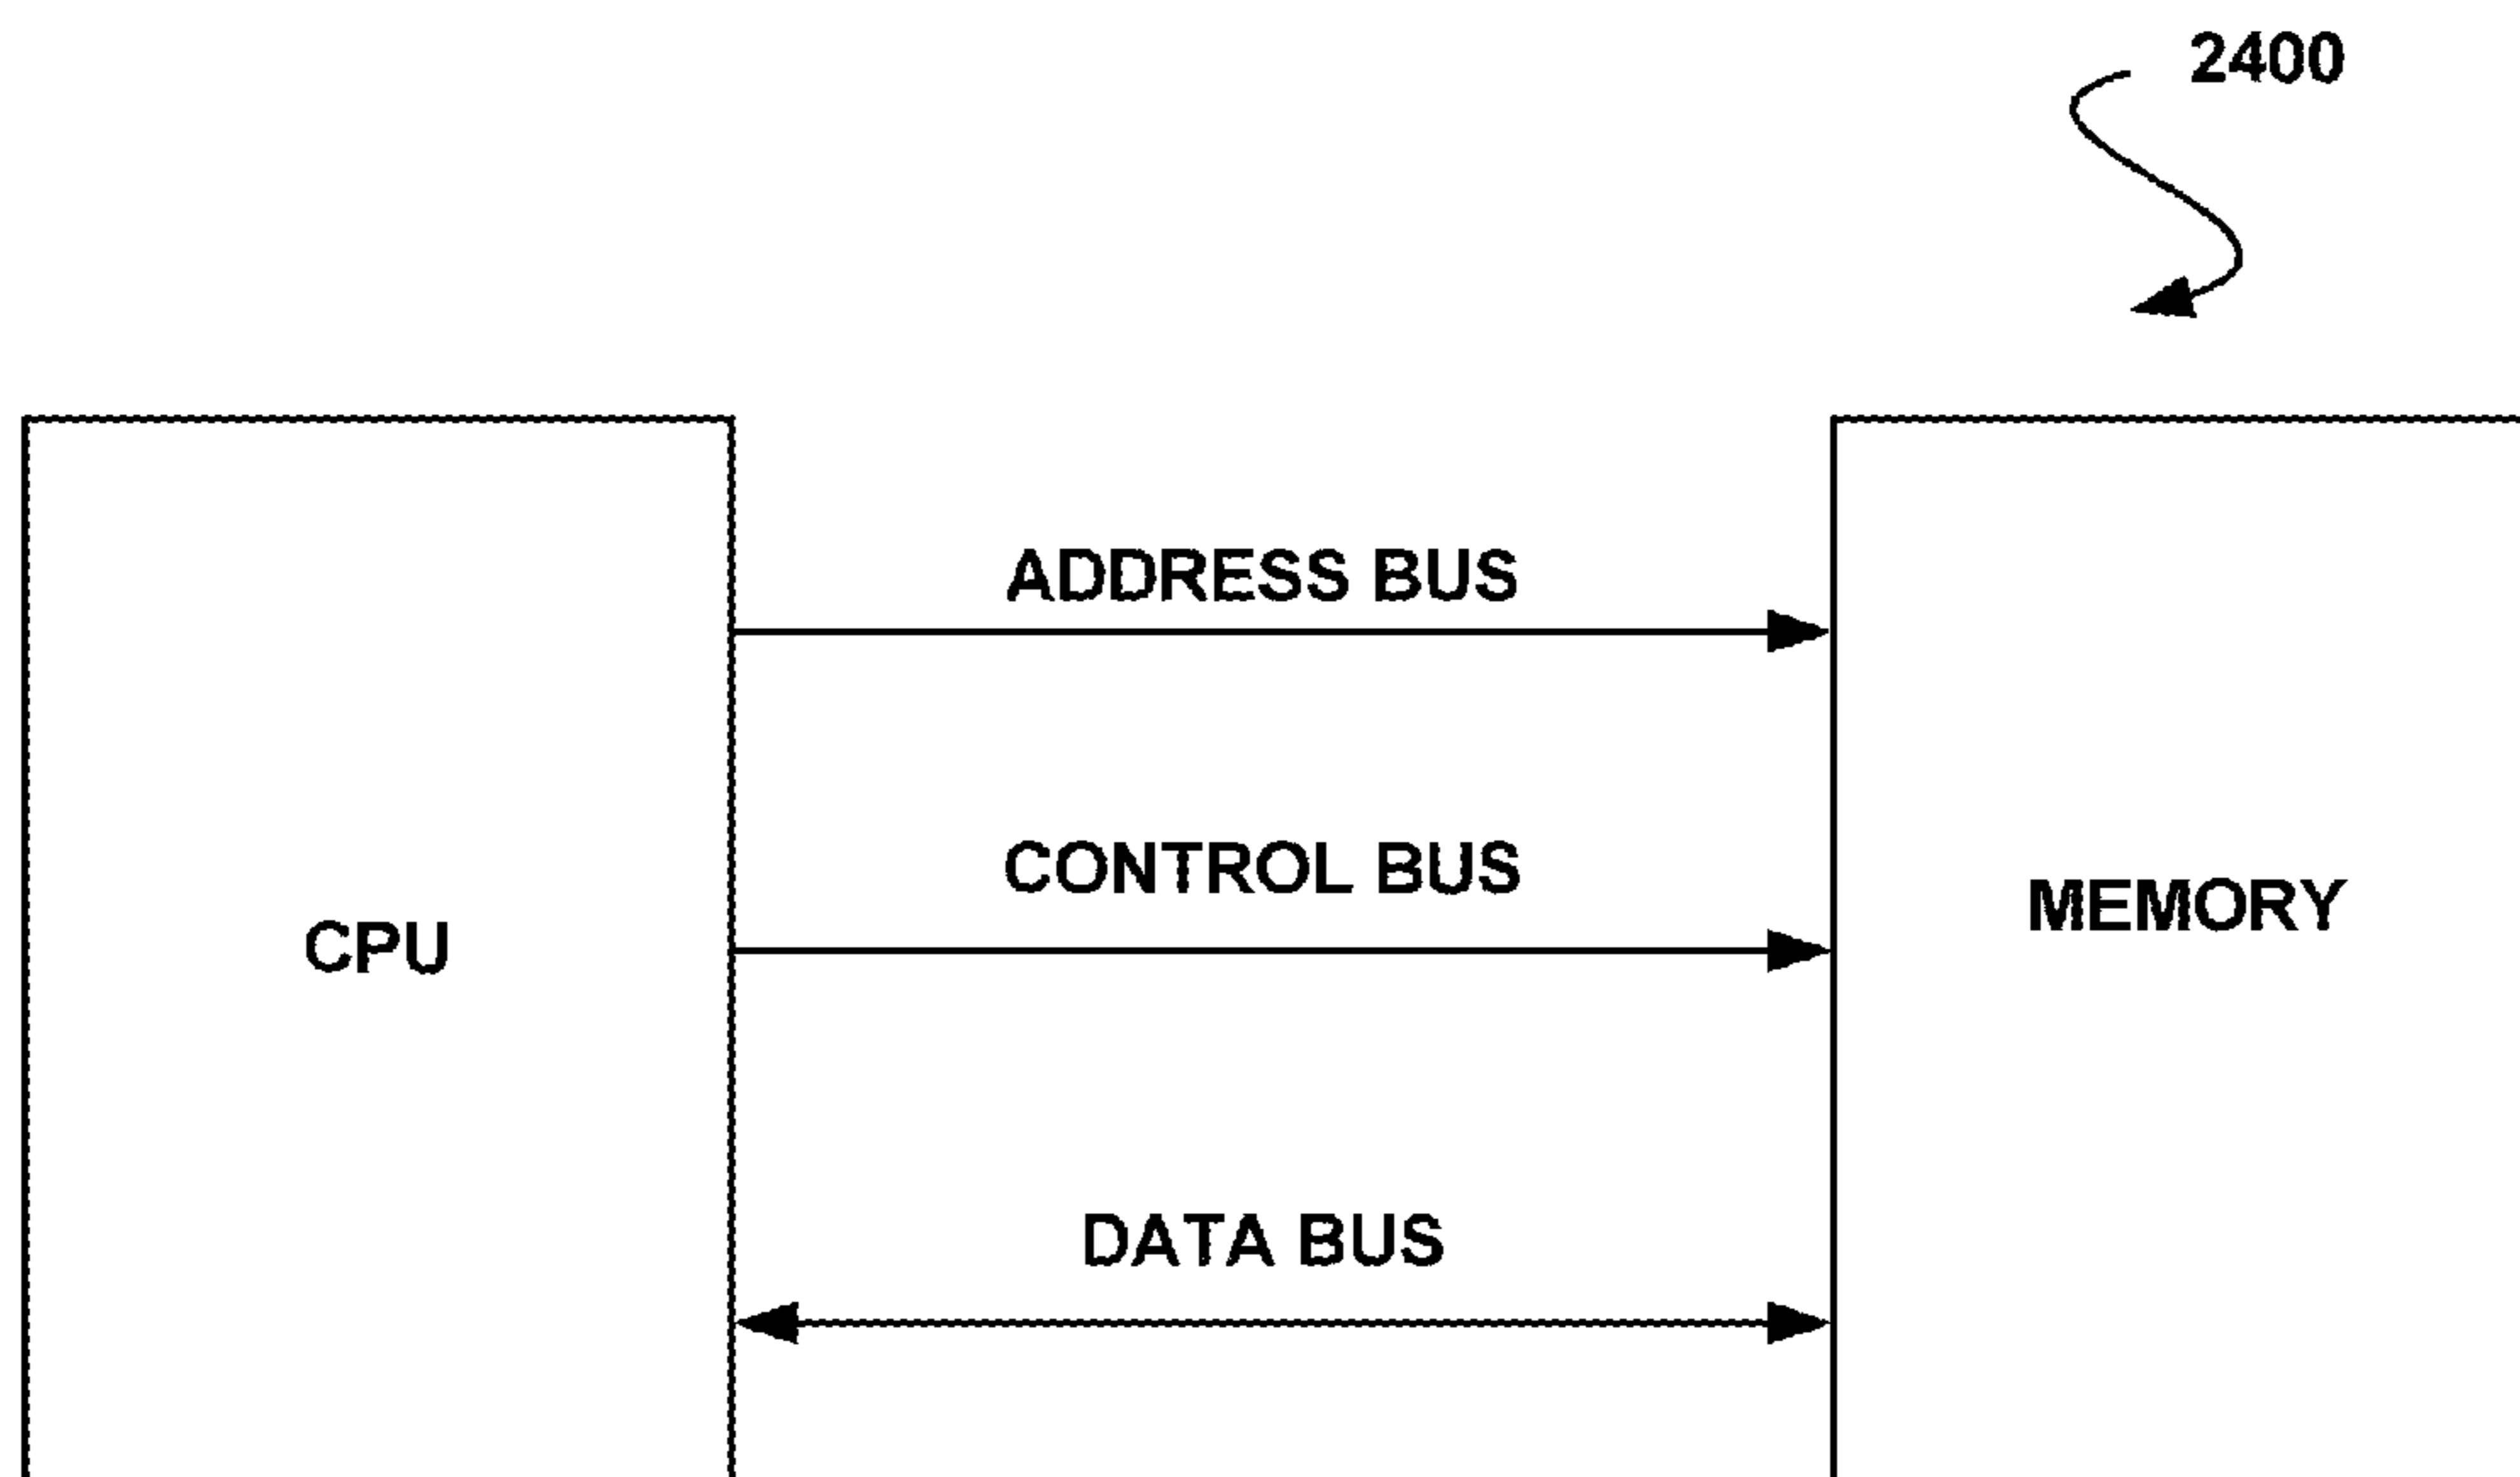 2400
ADDRESS BUS
CONTROL BUS
CPU
MEMORY
DATA BUS